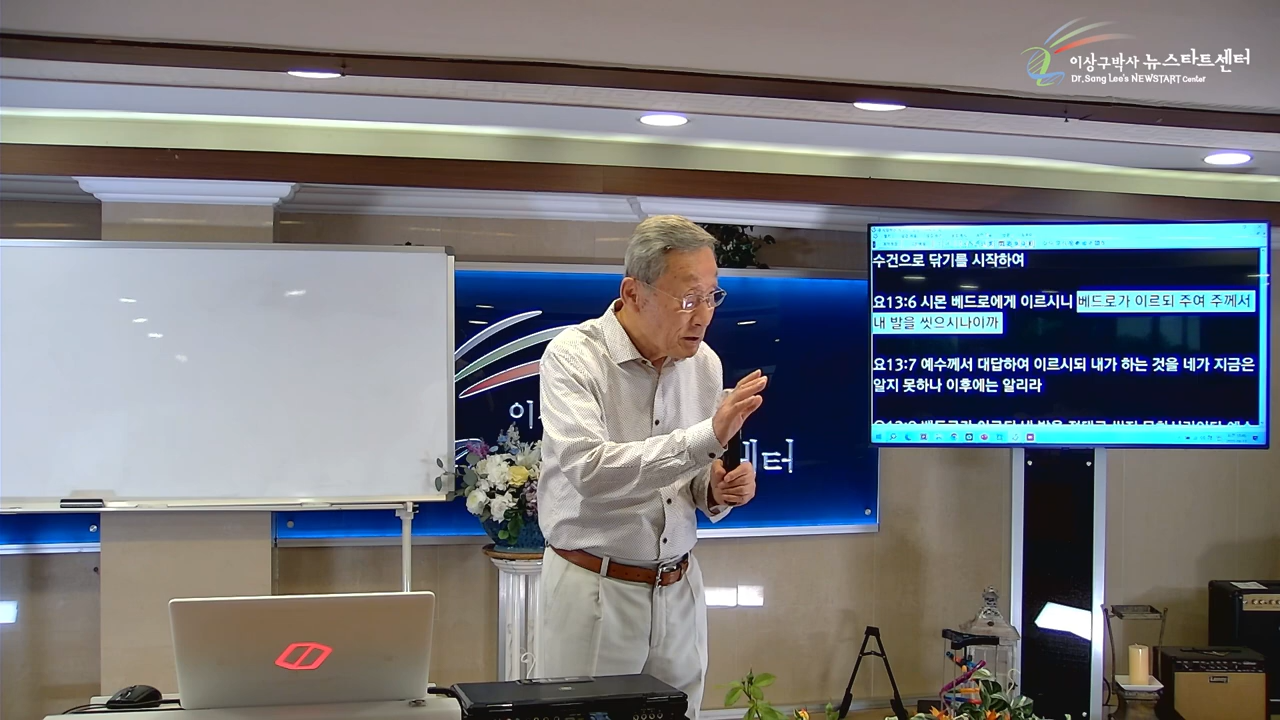 이상구박사 뉴스타트센터
Dr. Sang Lee's NEWSTART Center
수건으로 닦기를 시작하여
요13:6 시몬 베드로에게 이르시니 베드로가 이르되 주여 주께서
내 발을 씻으시나이까
요13:7 예수께서 대답하여 이르시되 내가 하는 것을 네가 지금은
알지 못하나 이후에는 알리라